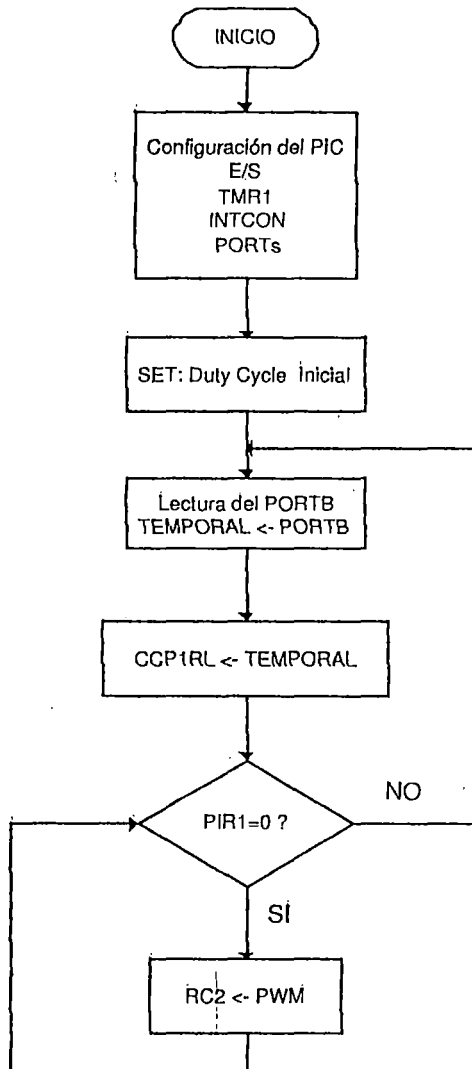 INICIO
Configuración del PIC
E/S
TMR1
INTCON
PORTs
SET: Duty Cycle Inicial
Lectura del PORTB
TEMPORAL <- PORTB
CCP1RL <- TEMPORAL
PIR1=0 ?
NO
SÍ
RC2 <- PWM